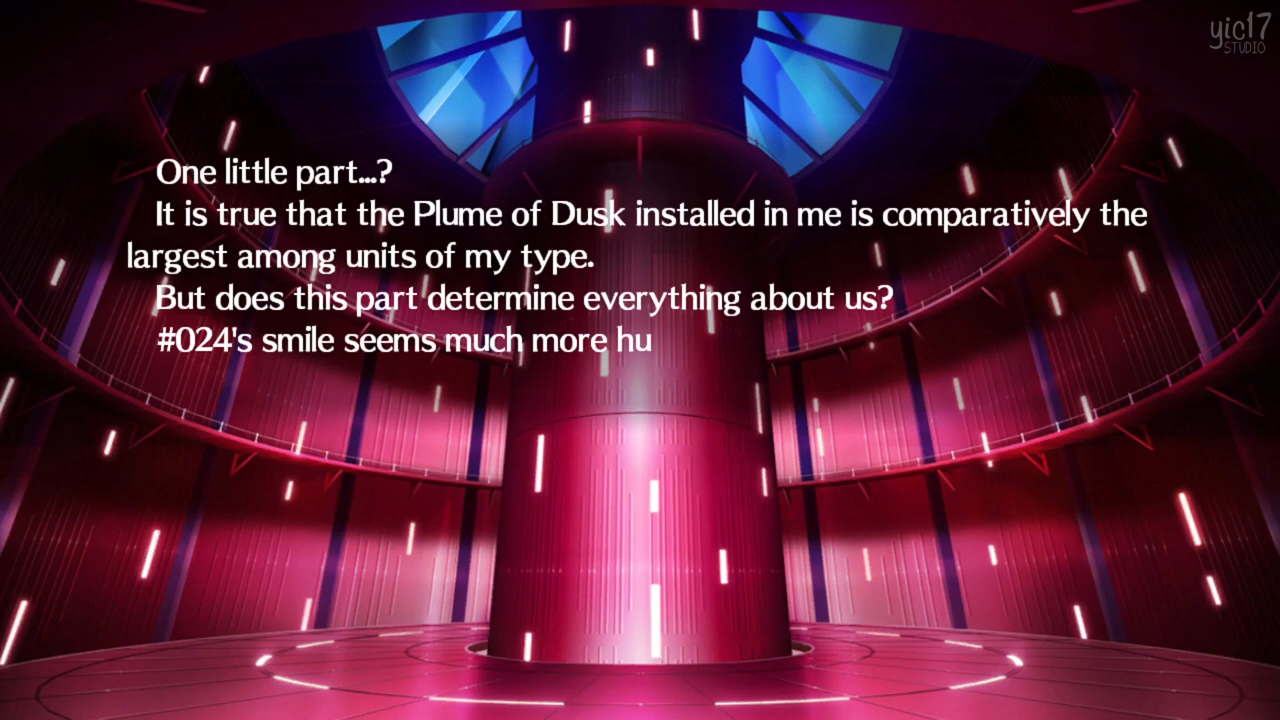 yic17
STUDIO
One little part...?
It is true that the Plume of Dusk installed in me is comparatively the
largest among units of my type.
But does this part determine everything about us?
#024's smile seems much more hu